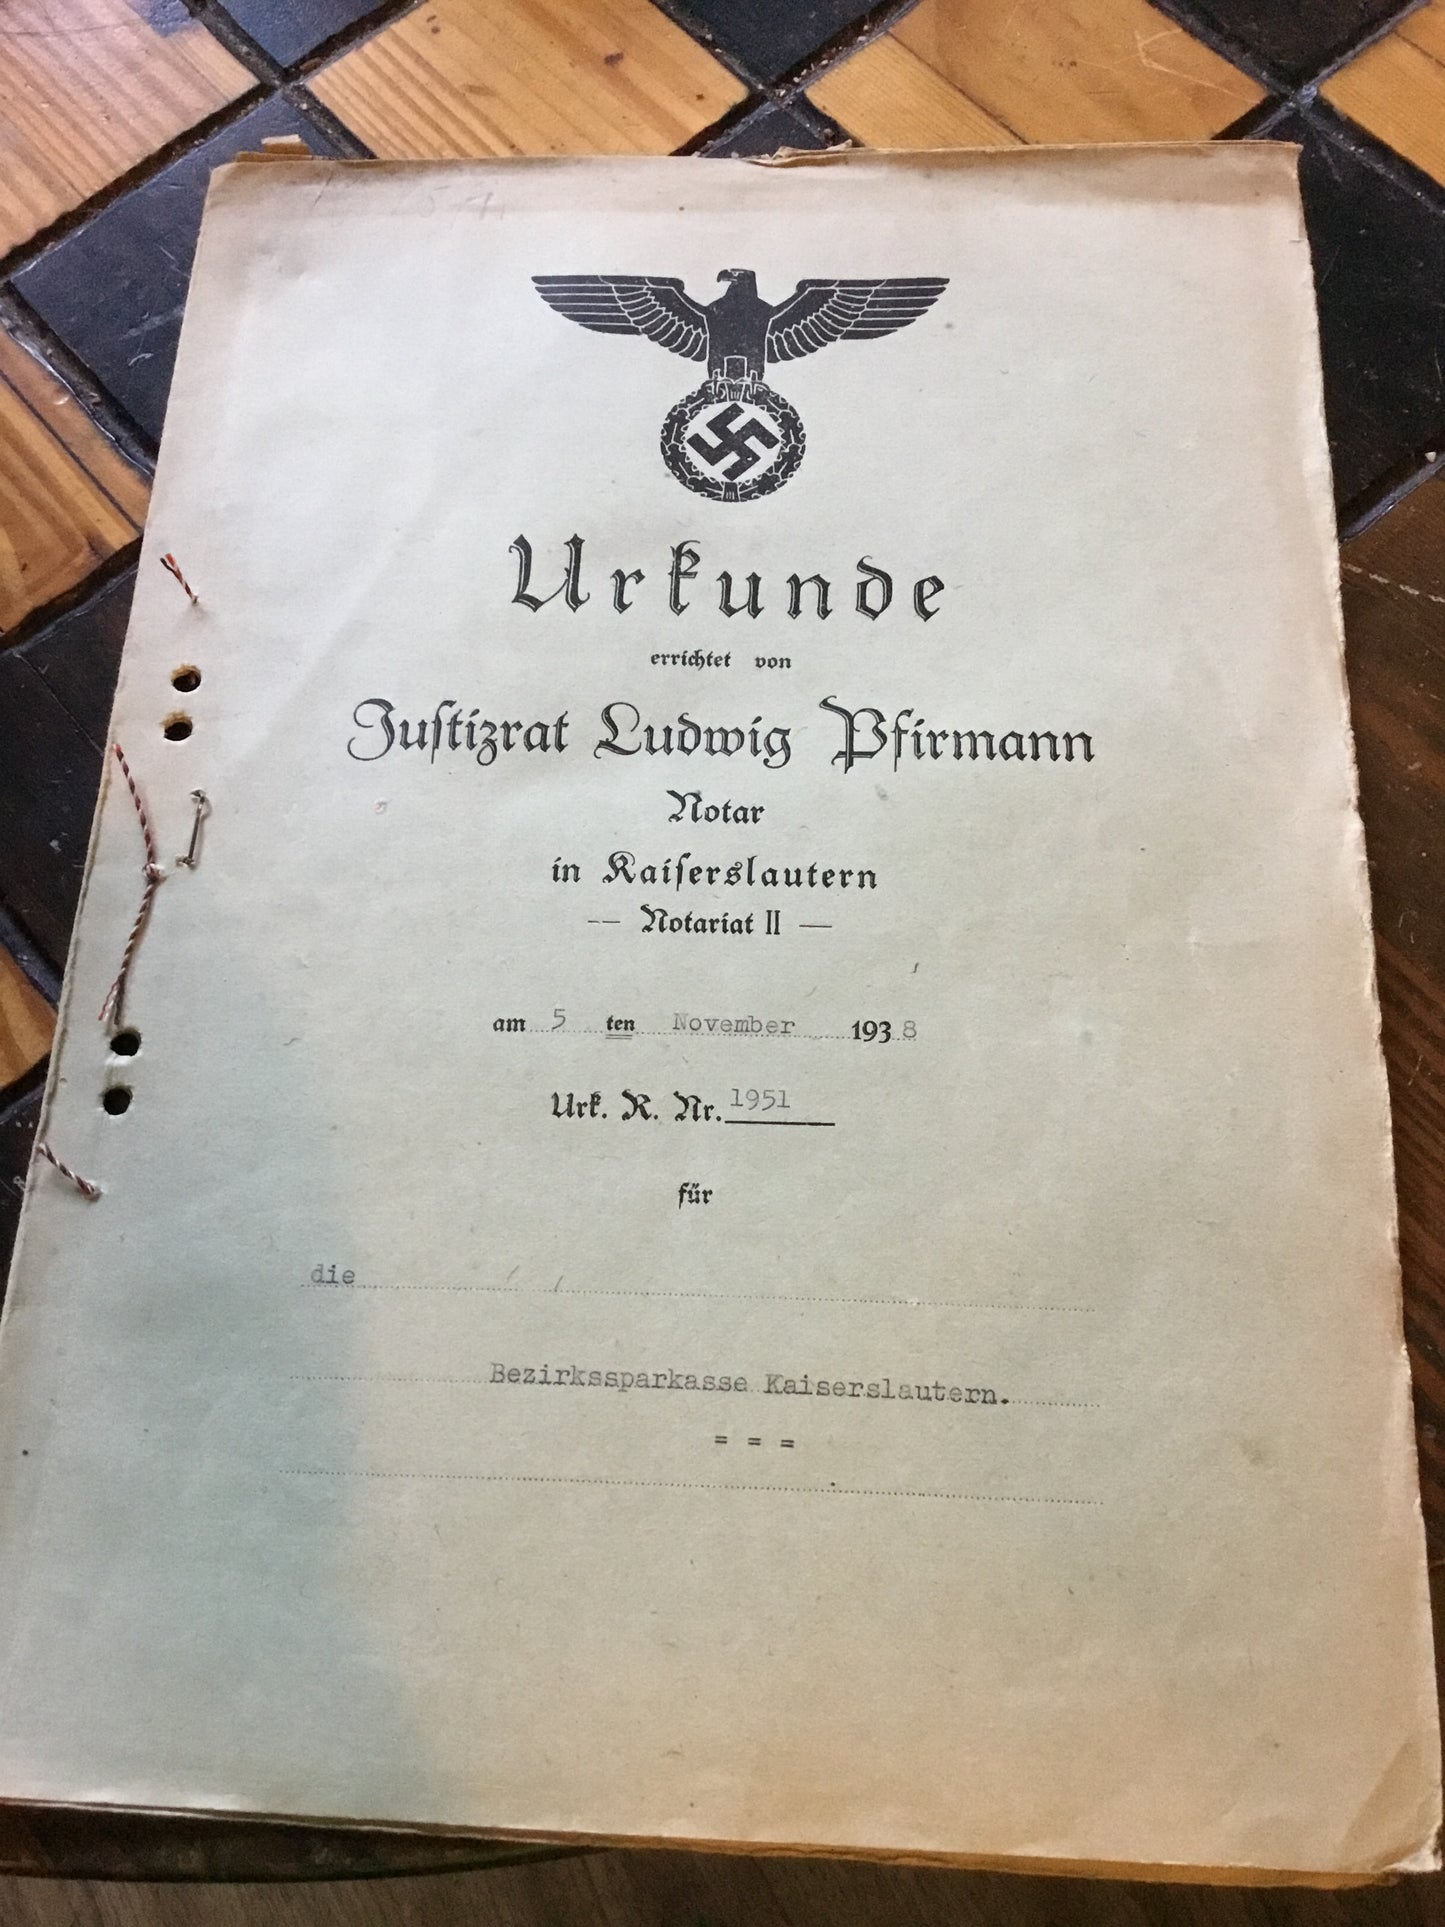 Urkunde
errichtet von
Justizrat Ludwig Pfirmann
Notar
in Kaiserslautern
-- Notariat II —
am 5 ten November 1938
Urk. R. Nr. 1951
für
die
Bezirkssparkasse Kaiserslautern.
= = =